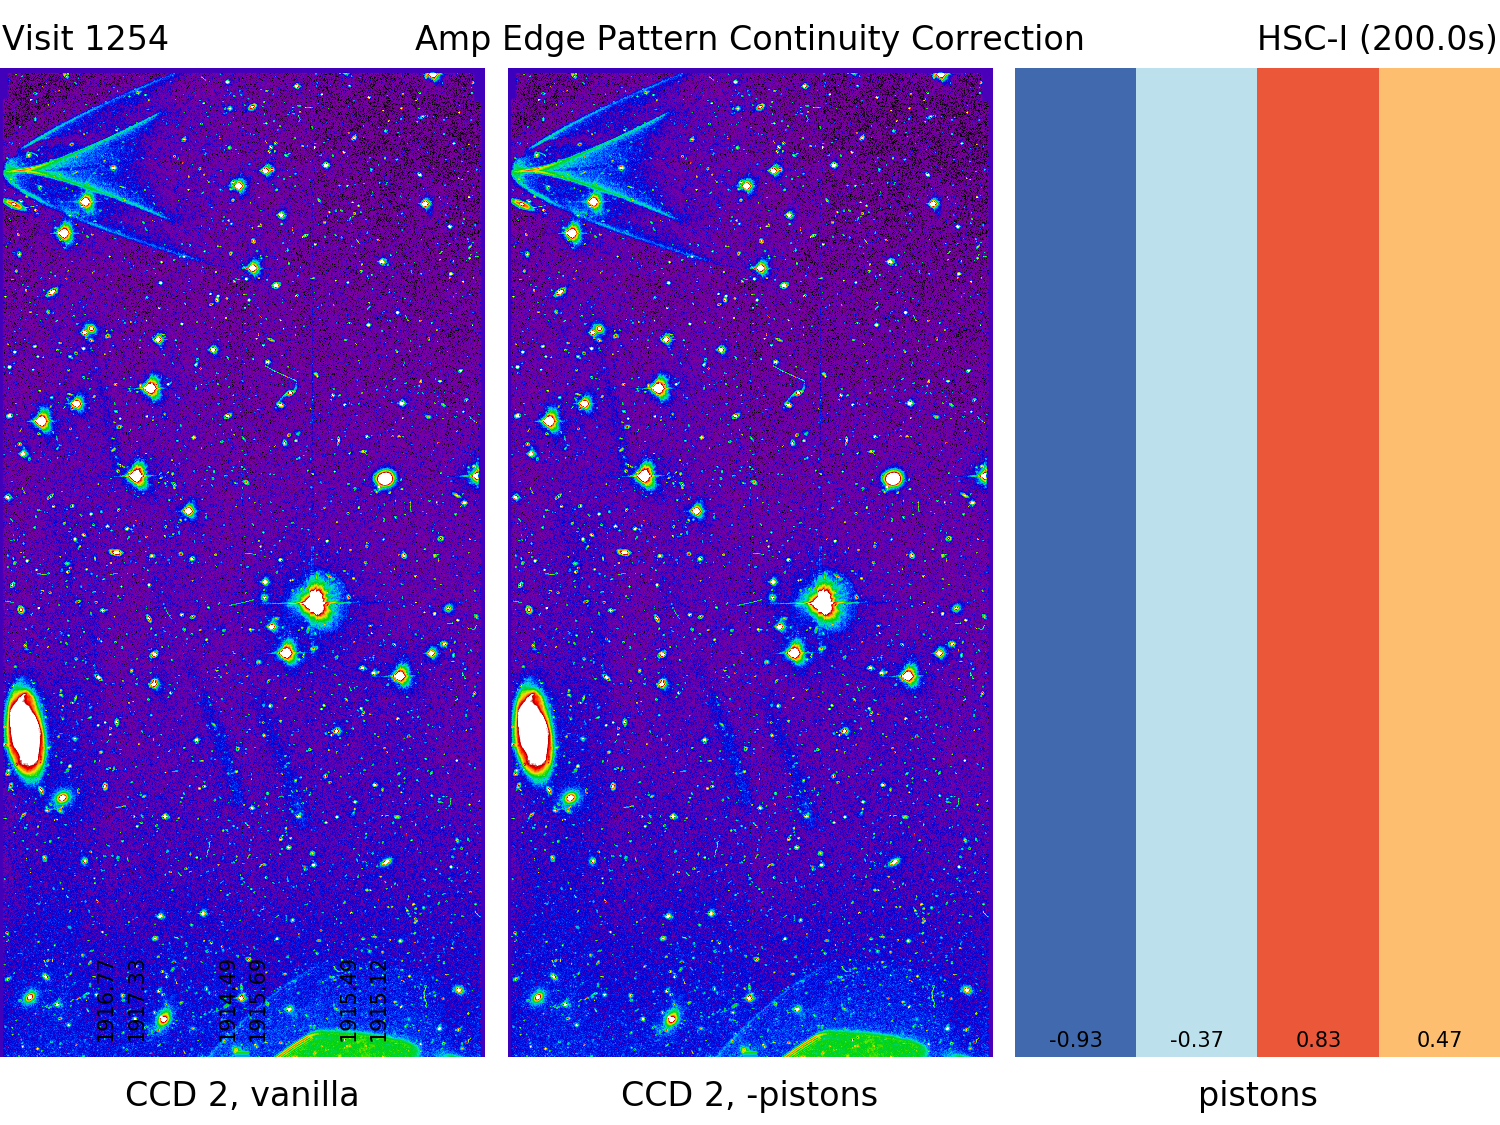 Visit 1254
Amp Edge Pattern Continuity Correction
HSC-I (200.0s)
1916.77
1917.33
1914.49
1915.69
1915.49
1915.12
-0.93
-0.37
0.83
0.47
CCD 2, vanilla
CCD 2, -pistons
pistons